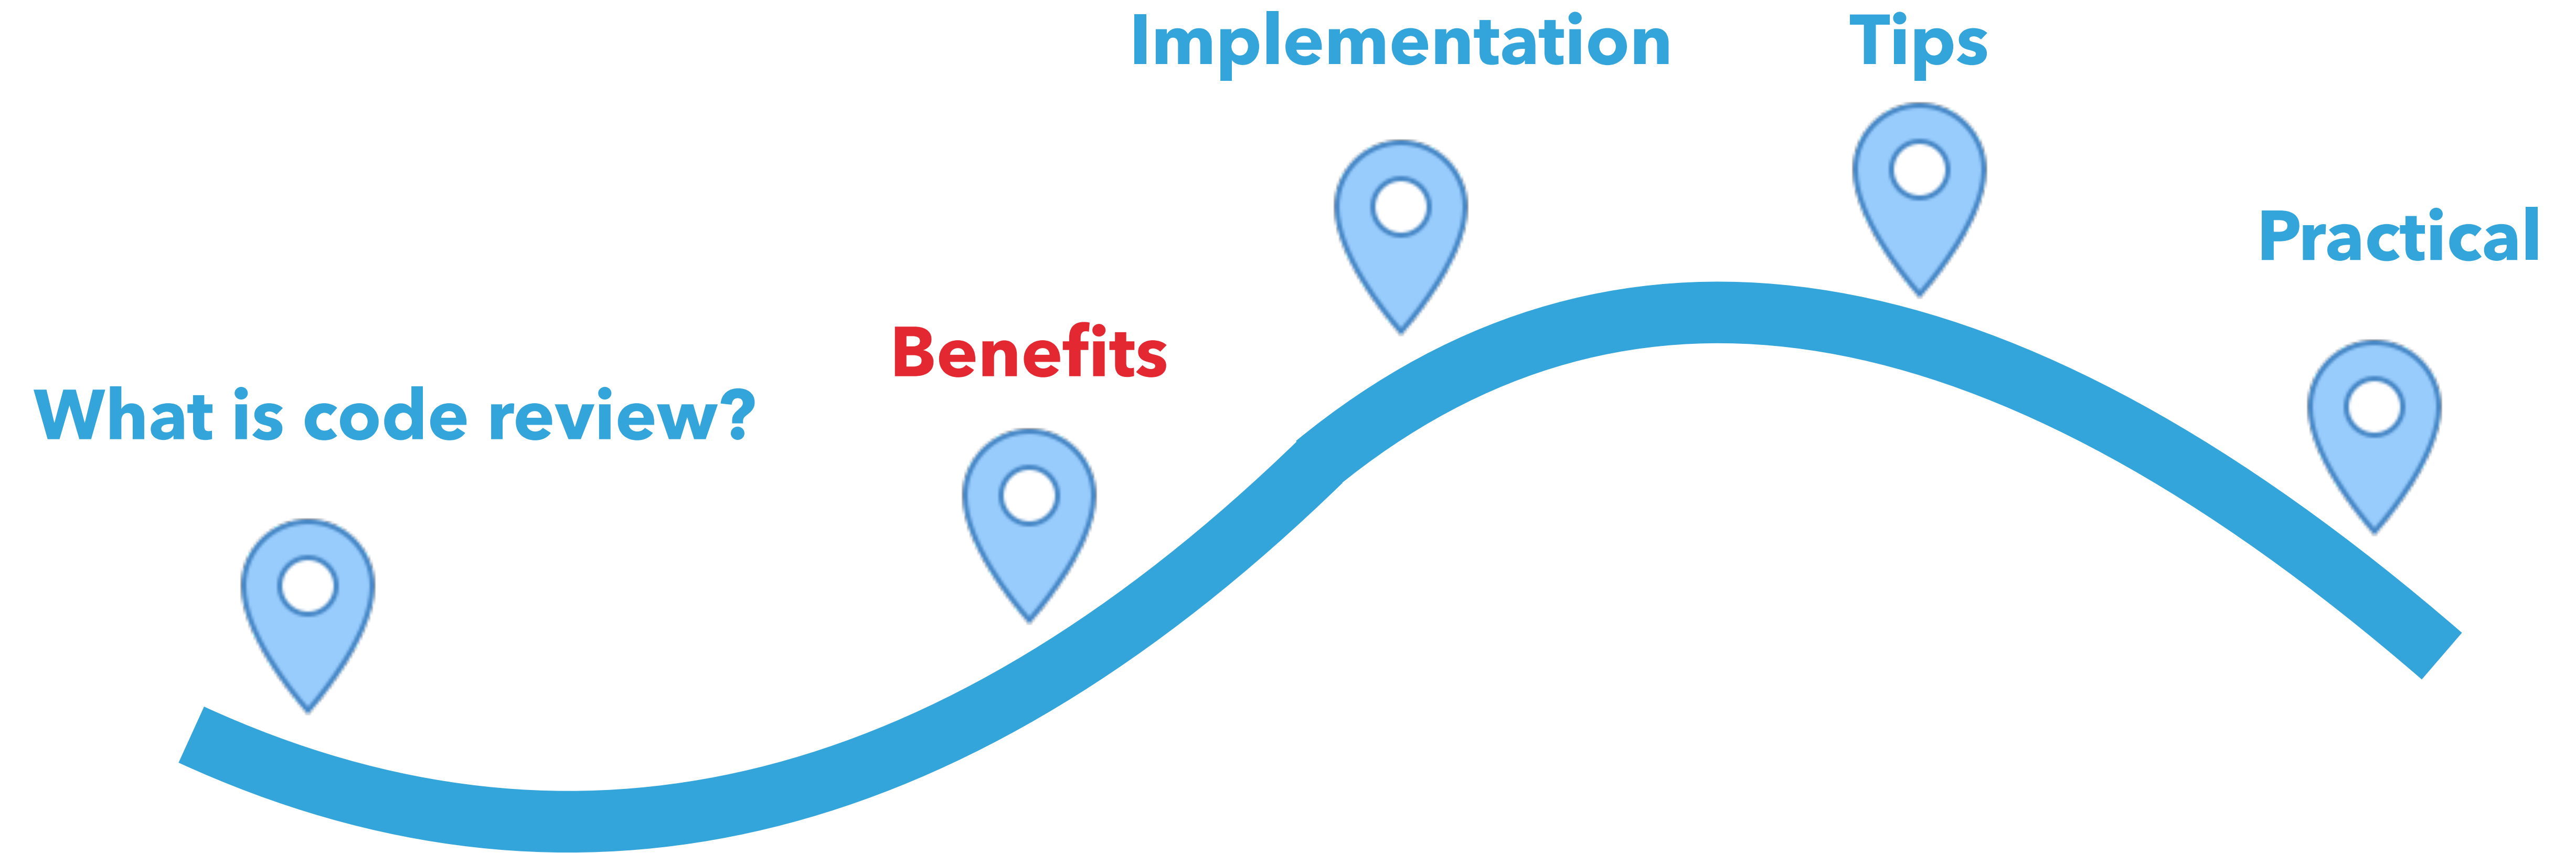 What is code review?
Benefits
Implementation
Tips
Practical